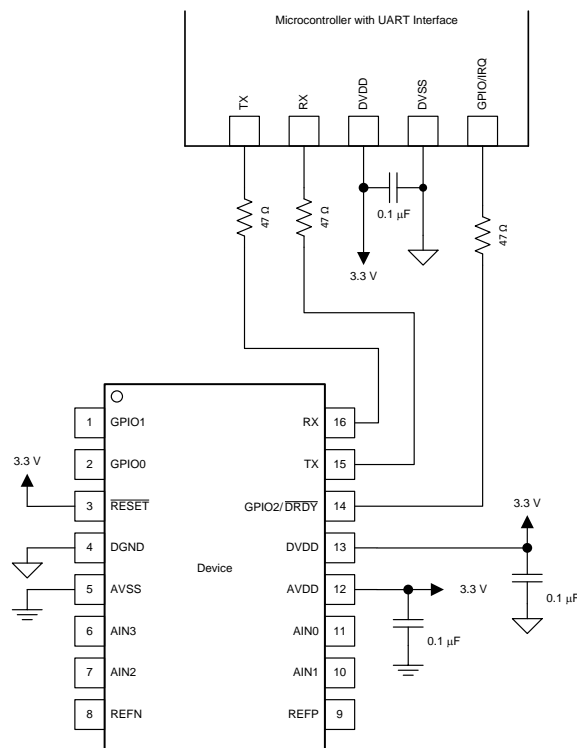 Microcontroller with UART Interface
TX
RX
DVDD
DVSS
GPIO/IRQ
47 Ω
47 Ω
0.1 μF
47 Ω
3.3 V
1 GPIO1 RX 16
2 GPIO0 TX 15
3.3 V
3 RESET GPIO2/DRDY 14
3.3 V
4 DGND DVDD 13
Device
5 AVSS AVDD 12
3.3 V
0.1 μF
6 AIN3 AIN0 11
0.1 μF
7 AIN2 AIN1 10
8 REFN REFP 9